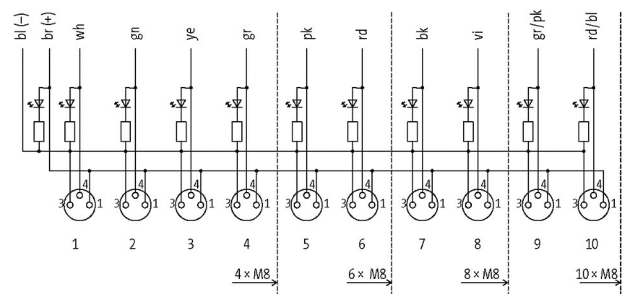 bl (–) br (+) wh gn ye gr pk rd bk vi gr/pk rd/bl
4 4 4 4 4 4 4 4 4 4
3 1 3 1 3 1 3 1 3 1 3 1 3 1 3 1 3 1 3 1
1 2 3 4 5 6 7 8 9 10
4 × M8 6 × M8 8 × M8 10 × M8